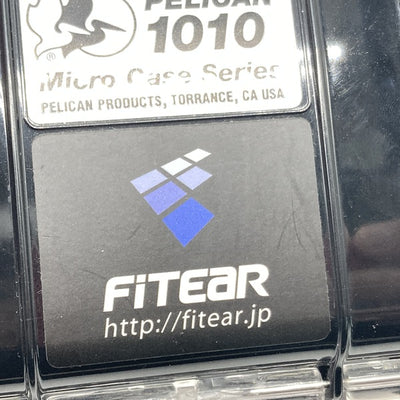 PELICAN
1010
Micro Case Series
PELICAN PRODUCTS, TORRANCE, CA USA
FiTEAR
http://fitear.jp